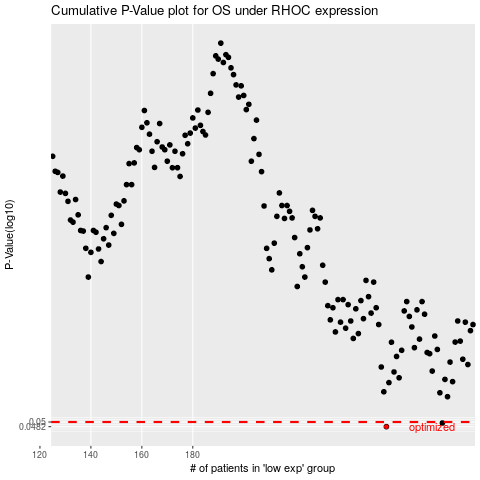 Cumulative P-Value plot for OS under RHOC expression
P-Value(log10)
0.05
0.0482
optimized
120 140 160 180
# of patients in 'low exp' group